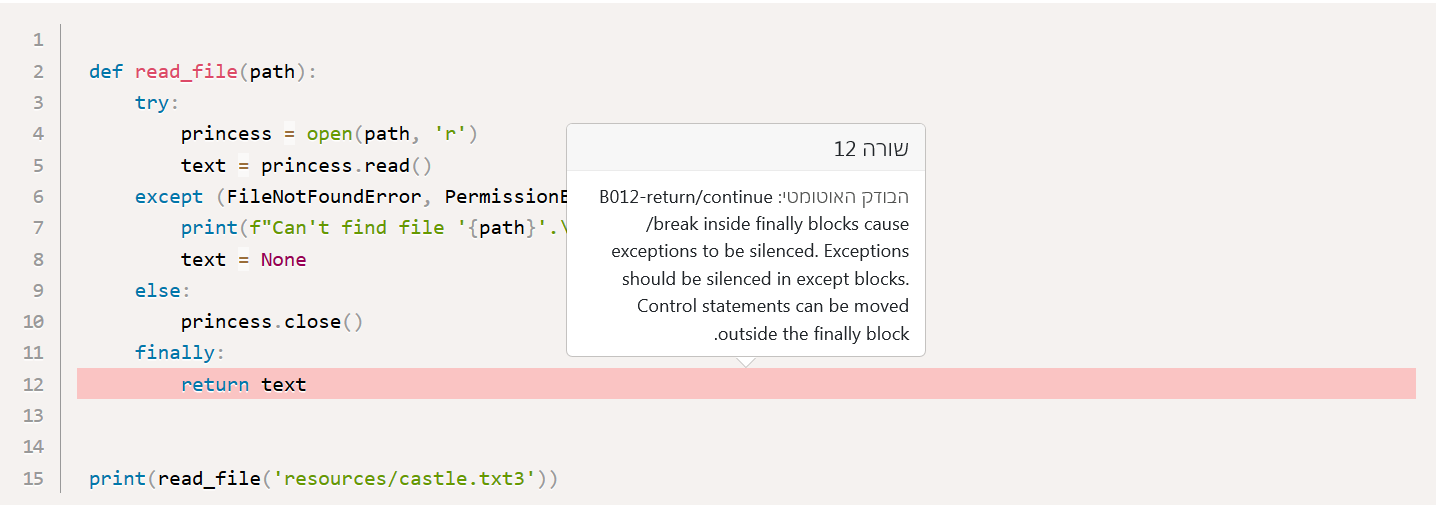 1
2 def read_file(path):
3 try:
4 princess = open(path, 'r')
5 text = princess.read()
6 except (FileNotFoundError, PermissionE
7 print(f"Can't find file '{path}'.\
8 text = None
9 else:
10 princess.close()
11 finally:
12 return text
13
14
15 print(read_file('resources/castle.txt3'))
שורה 12
הבודק האוטומטי: B012-return/continue
/break inside finally blocks cause
exceptions to be silenced. Exceptions
should be silenced in except blocks.
Control statements can be moved
outside the finally block.